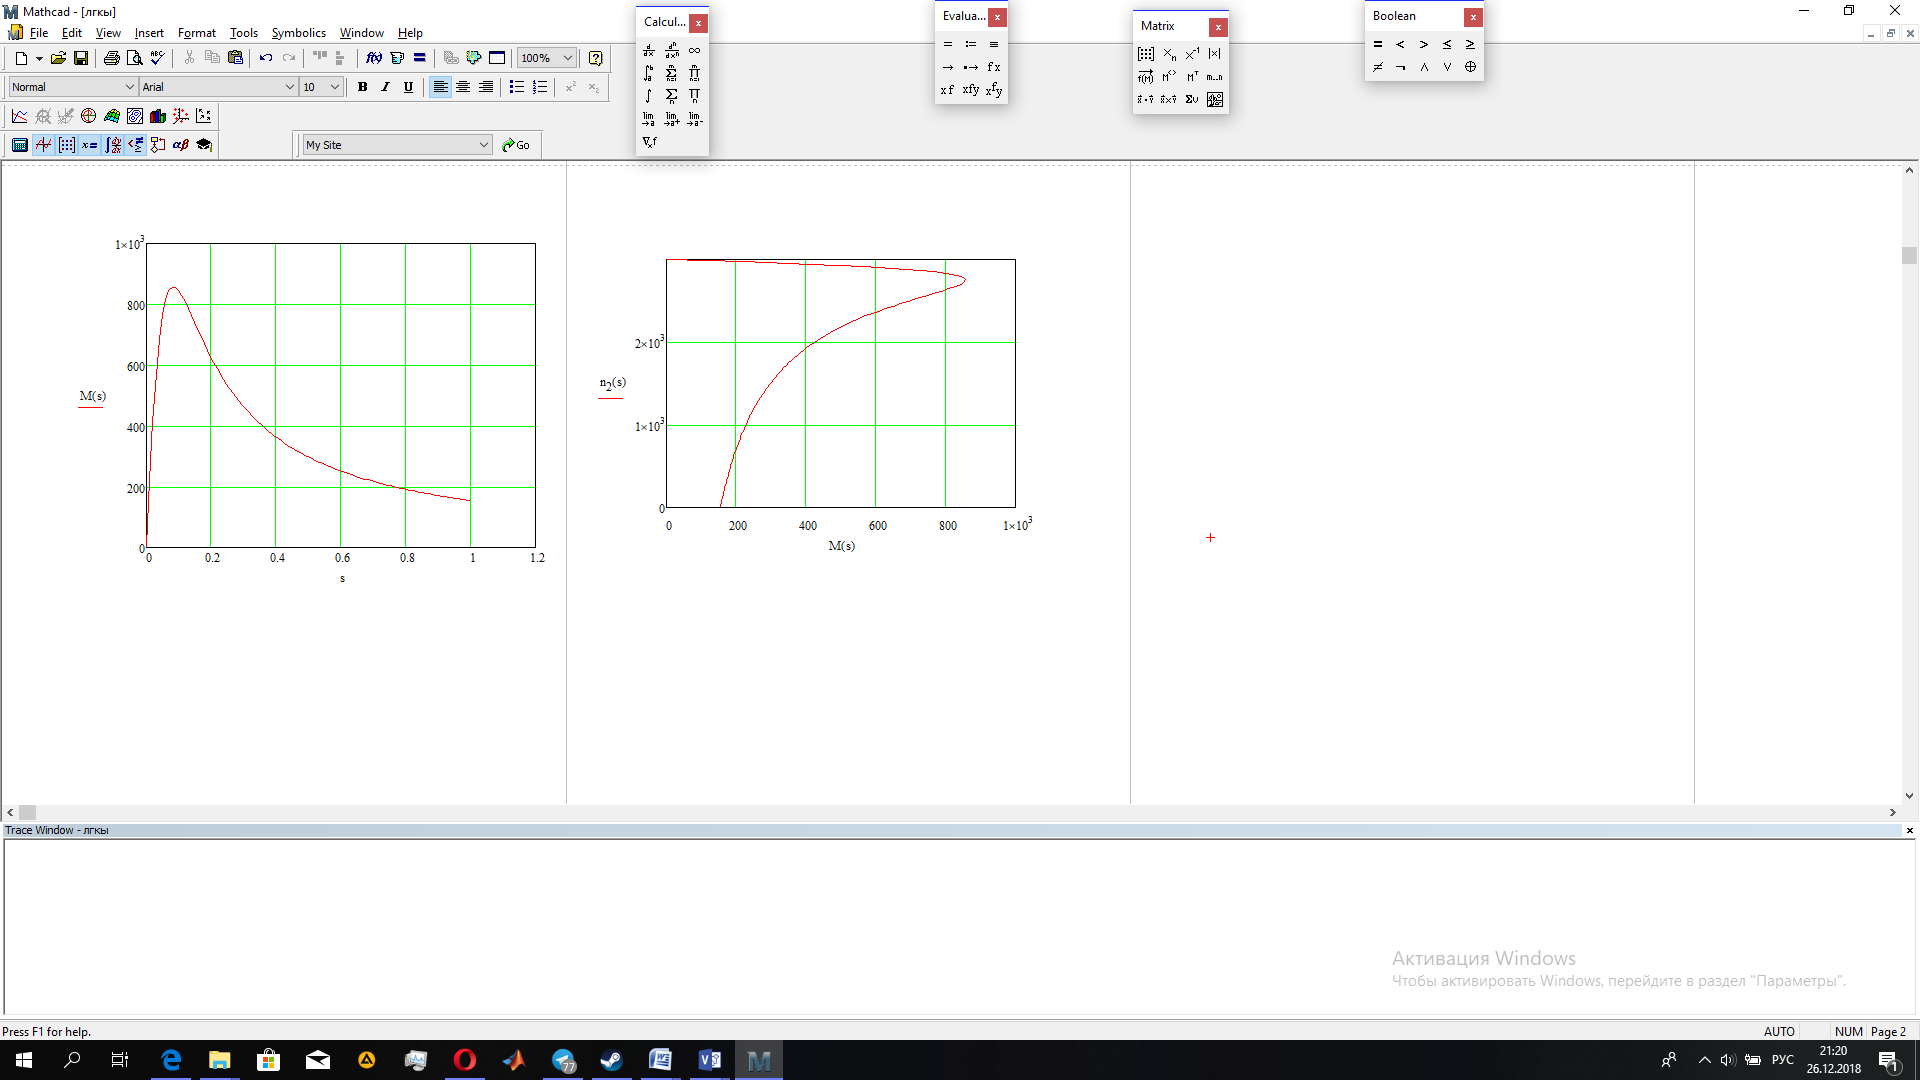 Mathcad - [лгкы]
File Edit View Insert Format Tools Symbolics Window Help
100%
Normal Arial 10 B I U
My Site Go
Calcul...
Evalua...
Matrix
Boolean
1×10³
800
600
400
200
0
M(s)
0 0.2 0.4 0.6 0.8 1 1.2
s
2×10³
1×10³
0
n₂(s)
0 200 400 600 800 1×10³
M(s)
Trace Window - лгкы
Активация Windows
Чтобы активировать Windows, перейдите в раздел "Параметры".
Press F1 for help.
AUTO NUM Page 2
77
РУС
21:20
26.12.2018
1